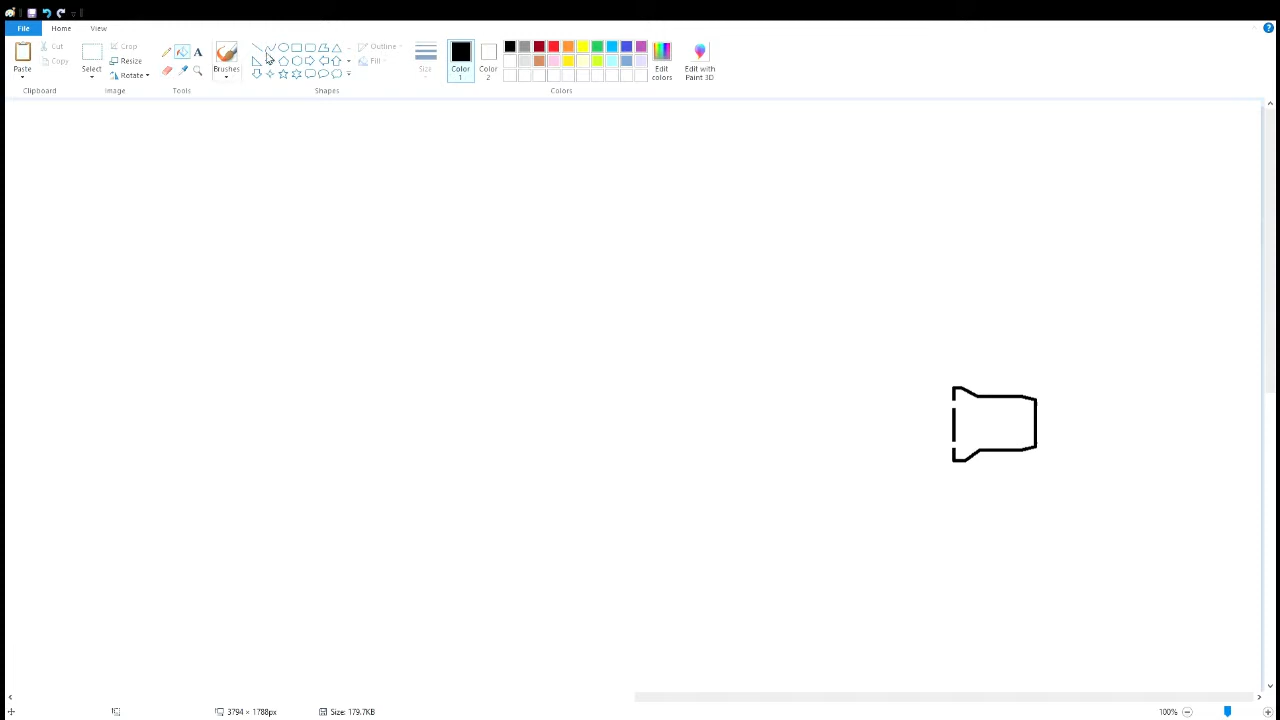 File Home View
Paste Cut Copy Select Crop Resize Rotate A Brushes Outline Fill Size Color 1 Color 2 Edit colors Edit with Paint 3D
Clipboard Image Tools Shapes Colors
3794 × 1788px Size: 179.7KB 100%